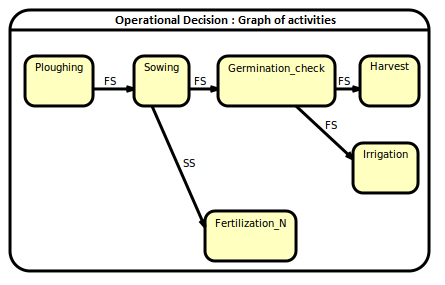 Operational Decision : Graph of activities
Ploughing
FS
Sowing
FS
Germination_check
FS
Harvest
FS
Irrigation
SS
Fertilization_N